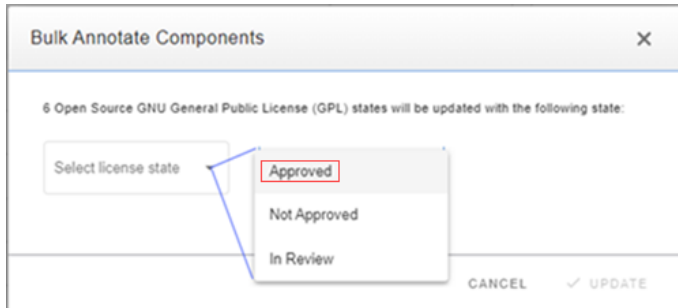 Bulk Annotate Components
6 Open Source GNU General Public License (GPL) states will be updated with the following state:
Select license state
Approved
Not Approved
In Review
CANCEL
UPDATE